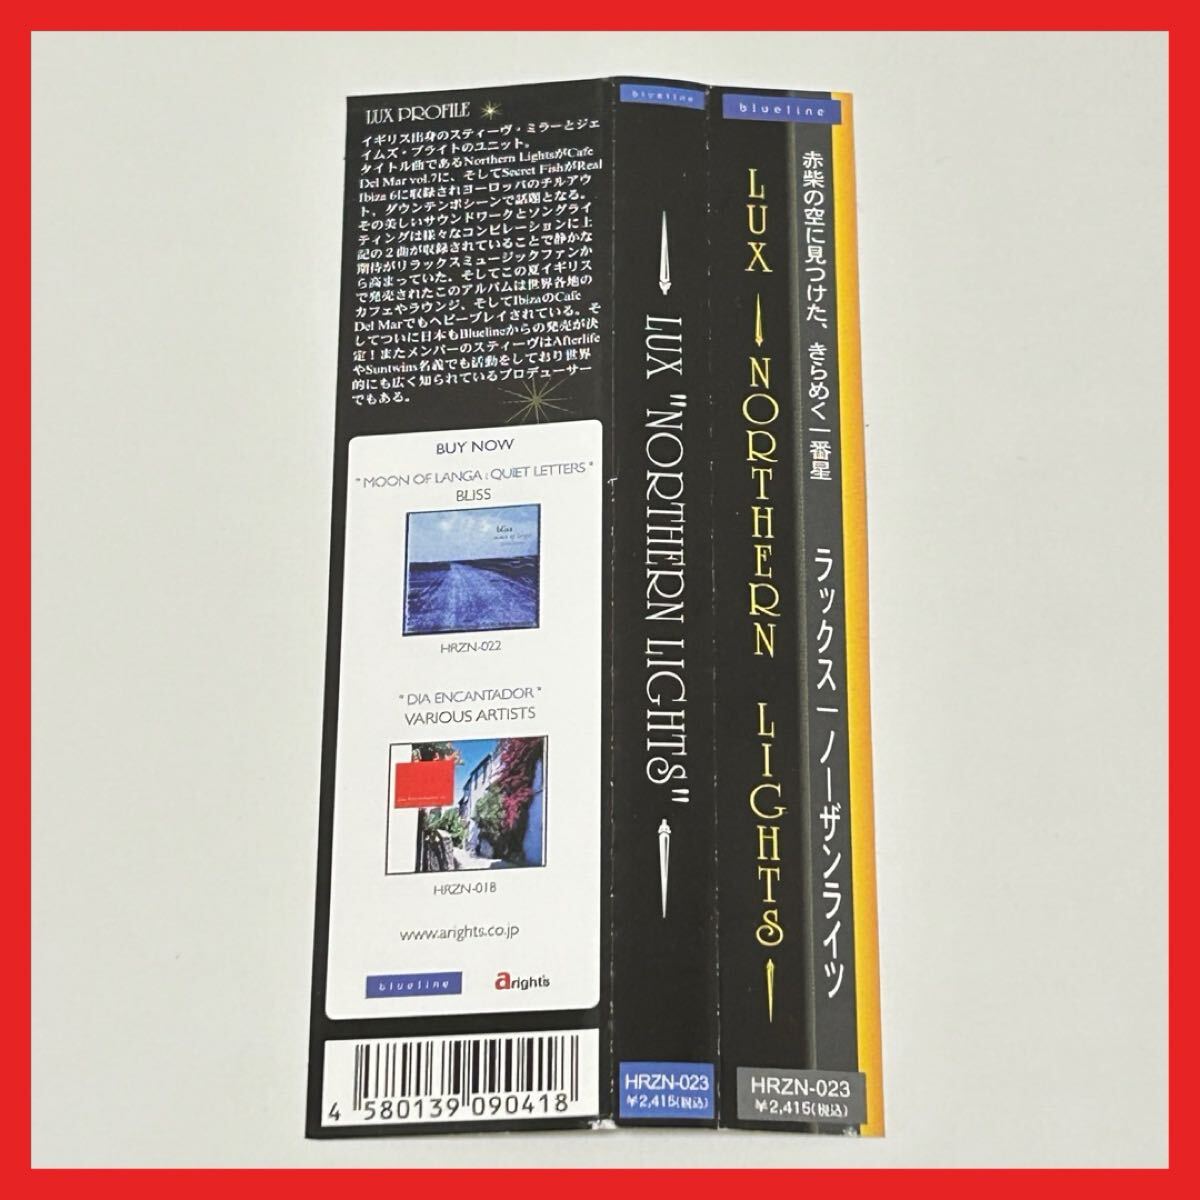 LUX PROFILE
イギリス出身のスティーヴ・ミラーとジェ
イムズ・ブライトのユニット。
タイトル曲であるNorthern LightsがCafe
Del Mar vol.7に、そしてSecret FishがReal
Ibiza 6に収録されヨーロッパのチルアウ
ト、ダウンテンポシーンで話題となる。
その美しいサウンドワークとソングライ
ティングは様々なコンピレーションに上
記の２曲が収録されていることで静かな
期待がリラックスミュージックファンか
ら高まっていた。そしてこの夏イギリス
で発売されたこのアルバムは世界各地の
カフェやラウンジ、そしてIbizaのCafe
Del Marでもヘビープレイされている。そ
してついに日本もBluelineからの発売が決
定！またメンバーのスティーヴはAfterlife
やSuntwins名義でも活動をしており世界
的にも広く知られているプロデューサー
でもある。
BUY NOW
"MOON OF LANGA : QUIET LETTERS"
BLISS
bliss
HRZN-022
"DIA ENCANTADOR"
VARIOUS ARTISTS
HRZN-018
www.arights.co.jp
blueline
arights
4 580139 090418
blueline
LUX "NORTHERN LIGHTS"
HRZN-023
¥2,415(税込)
blueline
LUX NORTHERN LIGHTS
HRZN-023
¥2,415(税込)
赤柴の空に見つけた、きらめく一番星
ラックス ー ノーザンライツ